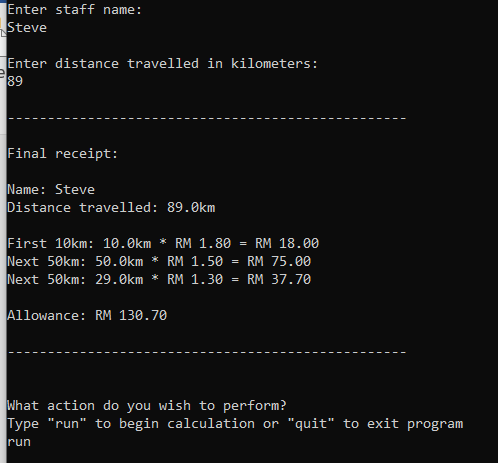 Enter staff name:
Steve
Enter distance travelled in kilometers:
89
--------------------------------------------------
Final receipt:
Name: Steve
Distance travelled: 89.0km
First 10km: 10.0km * RM 1.80 = RM 18.00
Next 50km: 50.0km * RM 1.50 = RM 75.00
Next 50km: 29.0km * RM 1.30 = RM 37.70
Allowance: RM 130.70
--------------------------------------------------
What action do you wish to perform?
Type "run" to begin calculation or "quit" to exit program
run